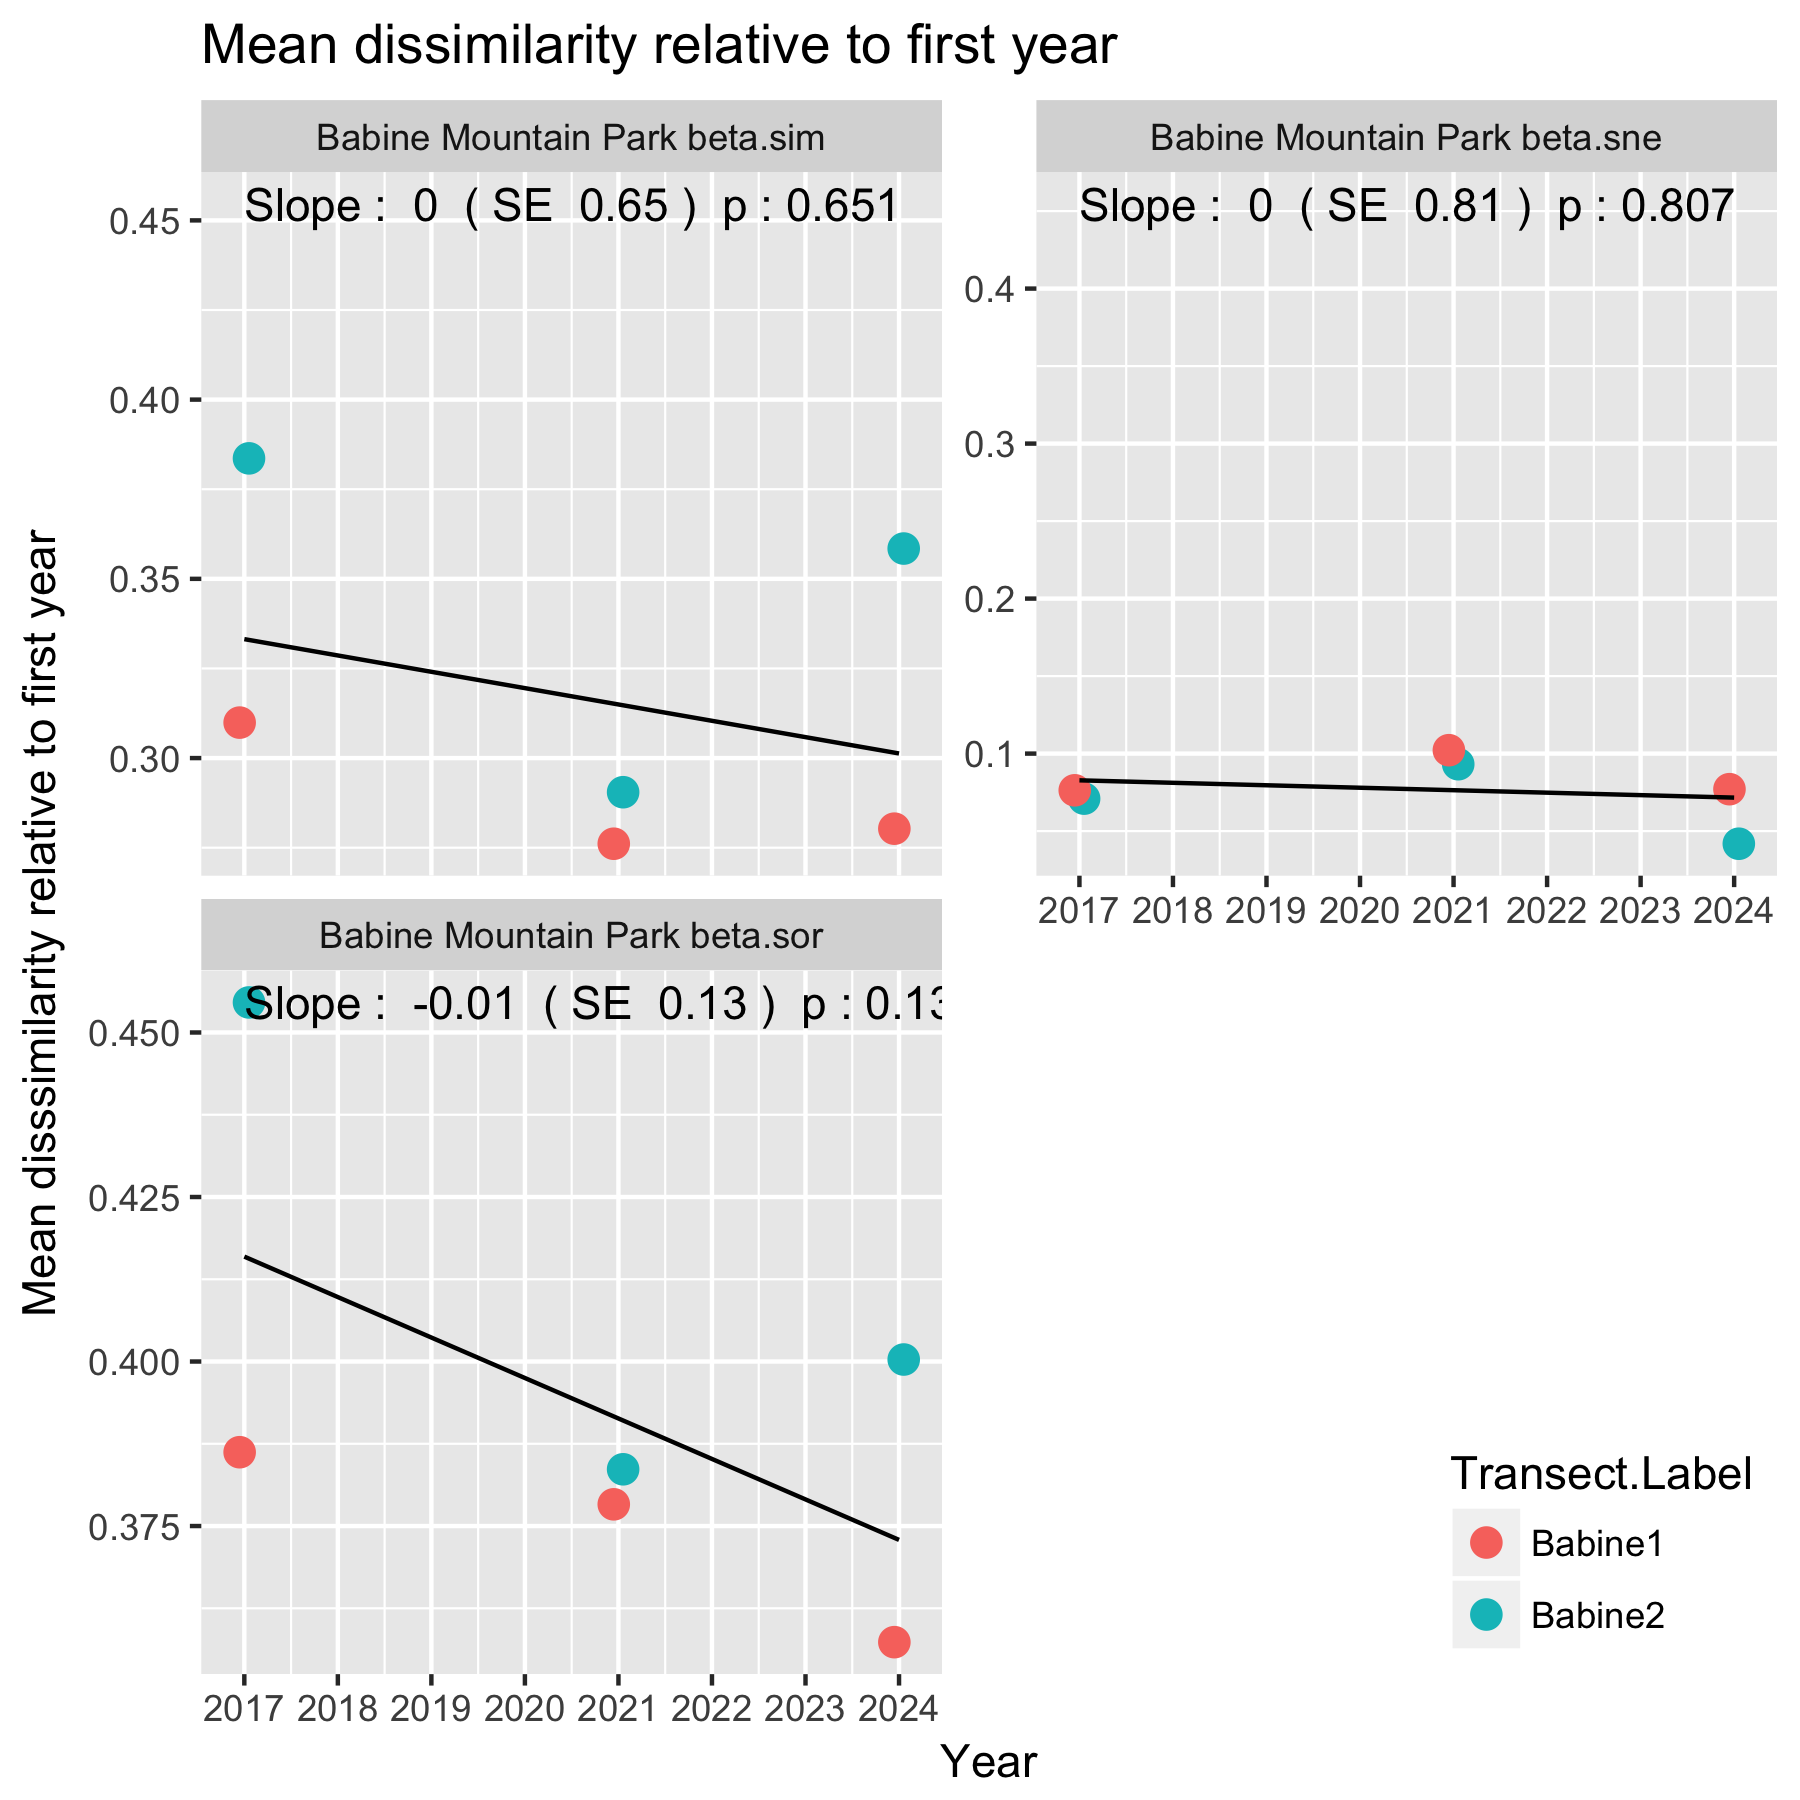 Mean dissimilarity relative to first year
Babine Mountain Park beta.sim
Slope : 0 ( SE 0.65 ) p : 0.651
0.45
0.40
0.35
0.30
Babine Mountain Park beta.sne
Slope : 0 ( SE 0.81 ) p : 0.807
0.4
0.3
0.2
0.1
2017 2018 2019 2020 2021 2022 2023 2024
Babine Mountain Park beta.sor
Slope : -0.01 ( SE 0.13 ) p : 0.13
0.450
0.425
0.400
0.375
2017 2018 2019 2020 2021 2022 2023 2024
Mean disssimilarity relative to first year
Year
Transect.Label
Babine1
Babine2